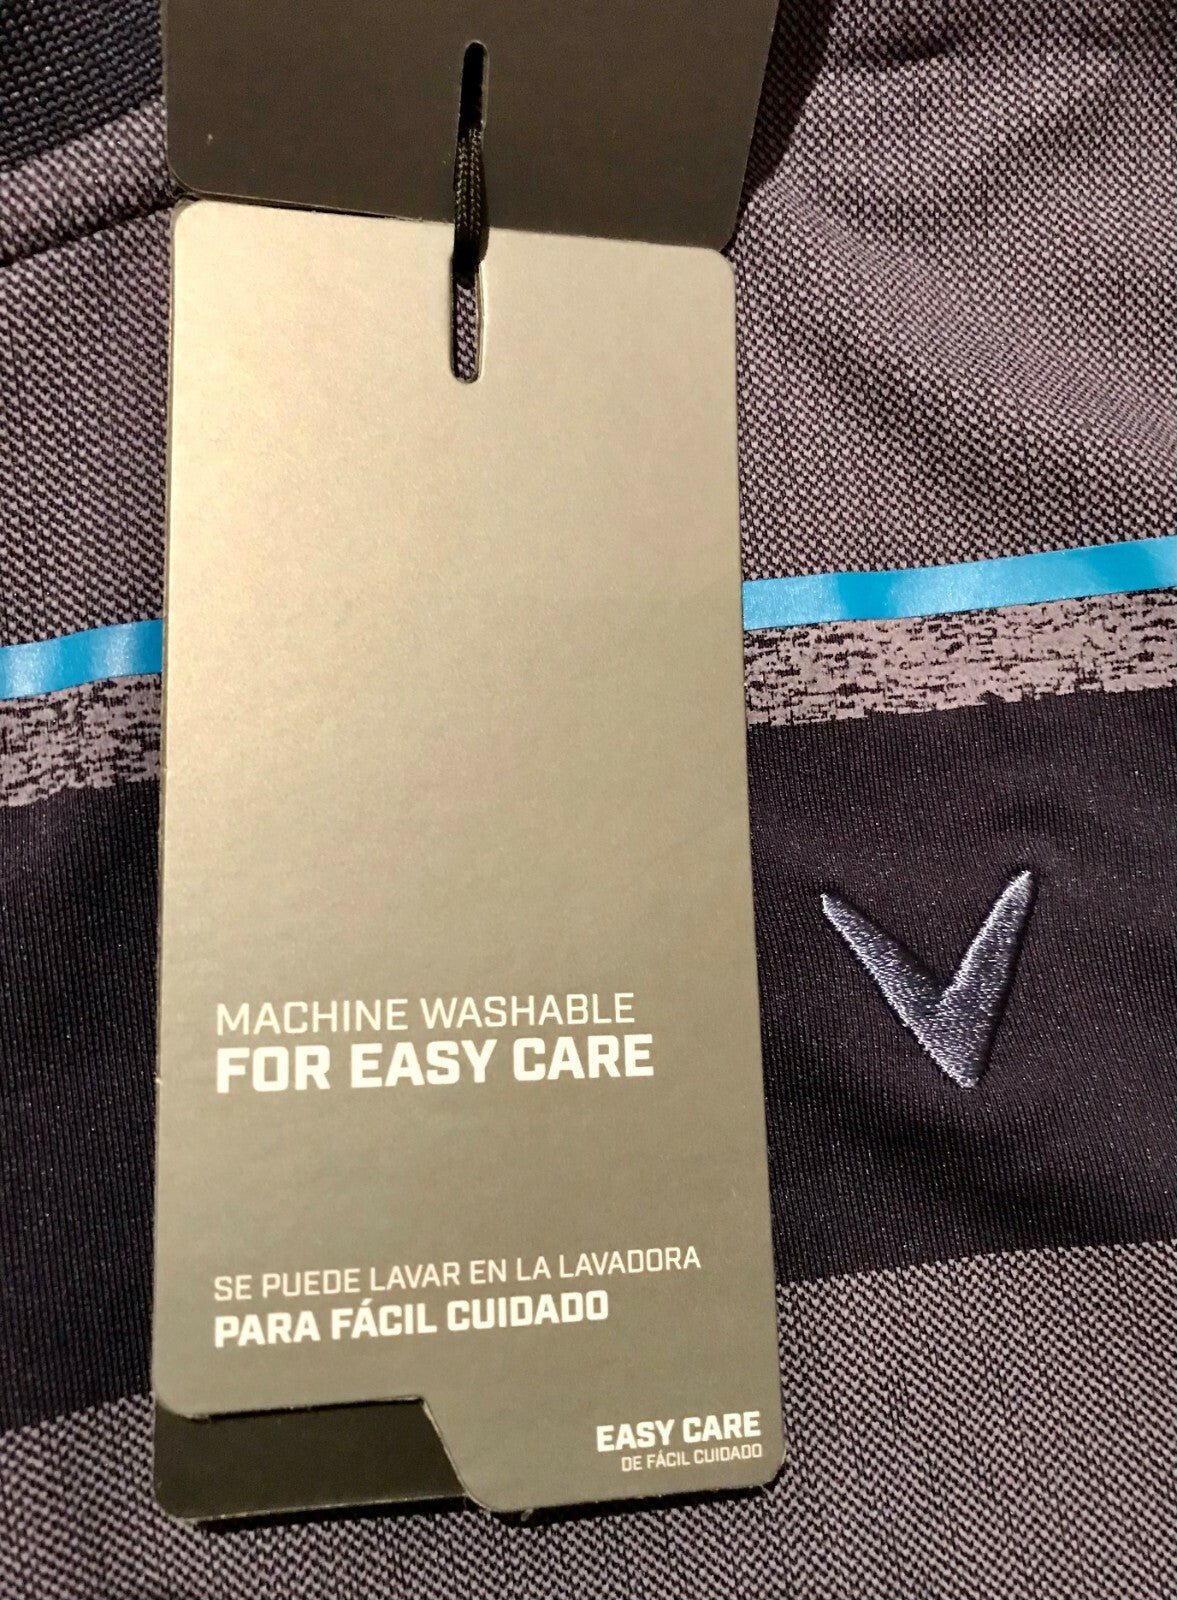 MACHINE WASHABLE
FOR EASY CARE
SE PUEDE LAVAR EN LA LAVADORA
PARA FÁCIL CUIDADO
EASY CARE
DE FÁCIL CUIDADO